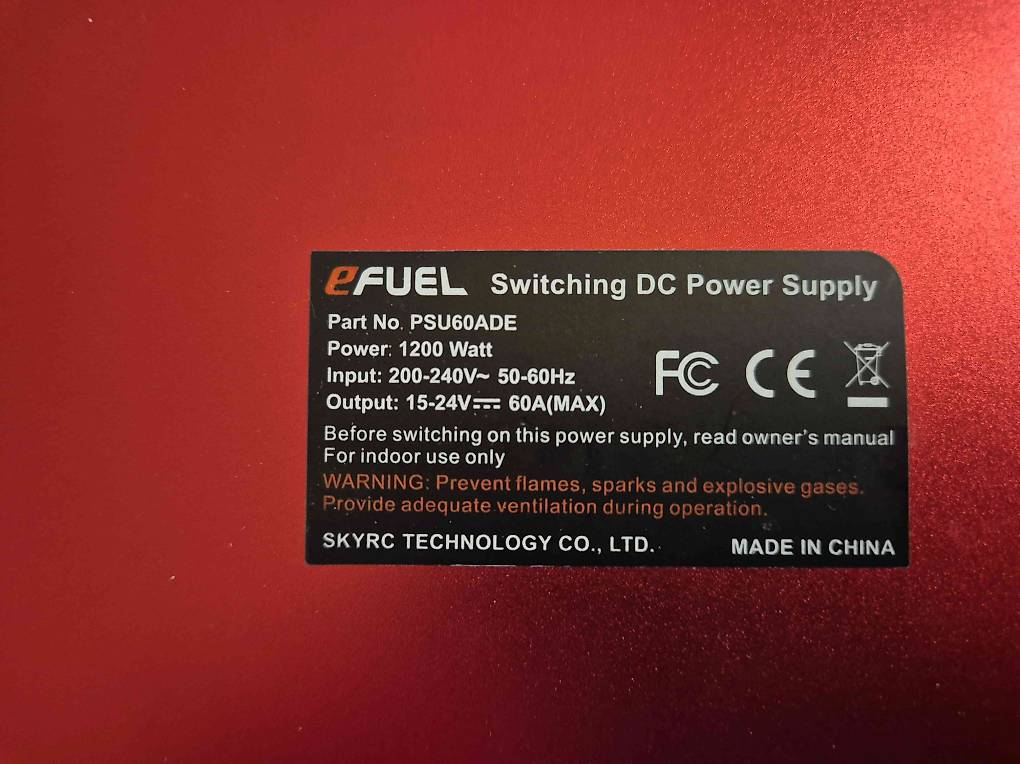 eFUEL Switching DC Power Supply
Part No. PSU60ADE
Power: 1200 Watt
Input: 200-240V~ 50-60Hz
Output: 15-24V⎓ 60A(MAX)
FC CE
Before switching on this power supply, read owner's manual
For indoor use only
WARNING: Prevent flames, sparks and explosive gases.
Provide adequate ventilation during operation.
SKYRC TECHNOLOGY CO., LTD. MADE IN CHINA